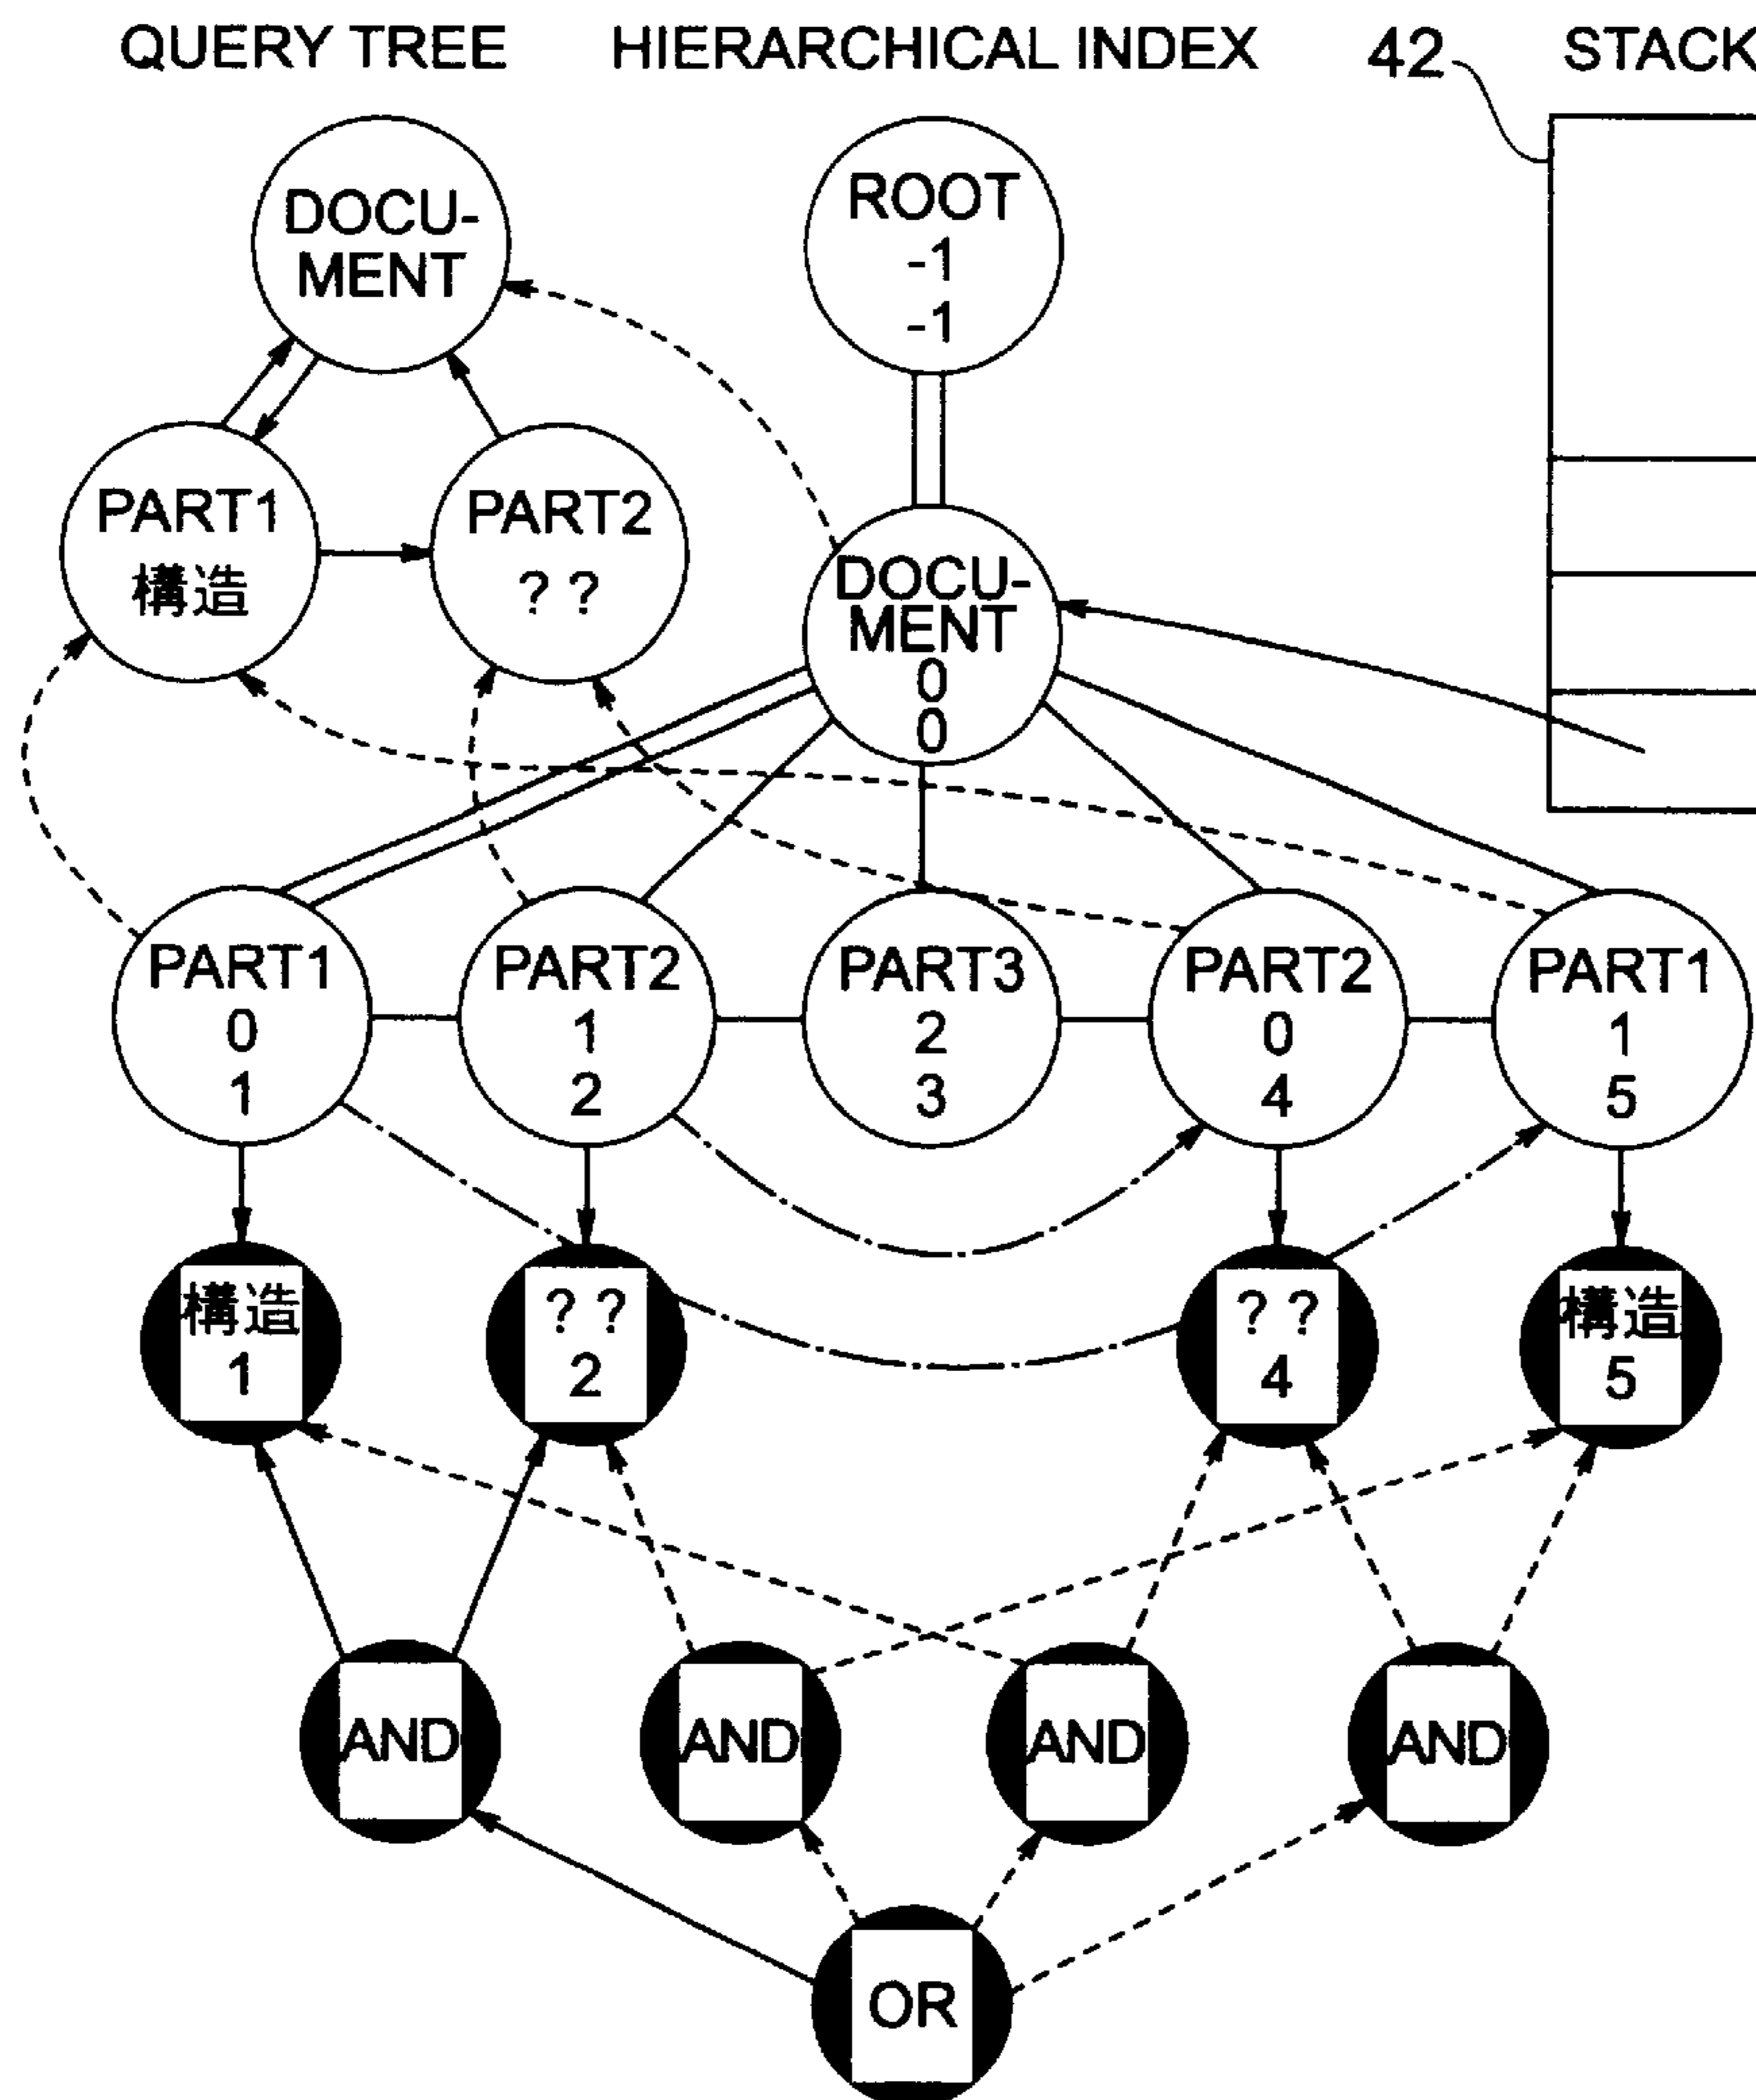 QUERY TREE
HIERARCHICAL INDEX
42
STACK
DOCU-
MENT
ROOT
-1
-1
PART1
構造
PART2
? ?
DOCU-
MENT
0
0
PART1
0
1
PART2
1
2
PART3
2
3
PART2
0
4
PART1
1
5
構造
1
? ?
2
? ?
4
構造
5
AND
AND
AND
AND
OR